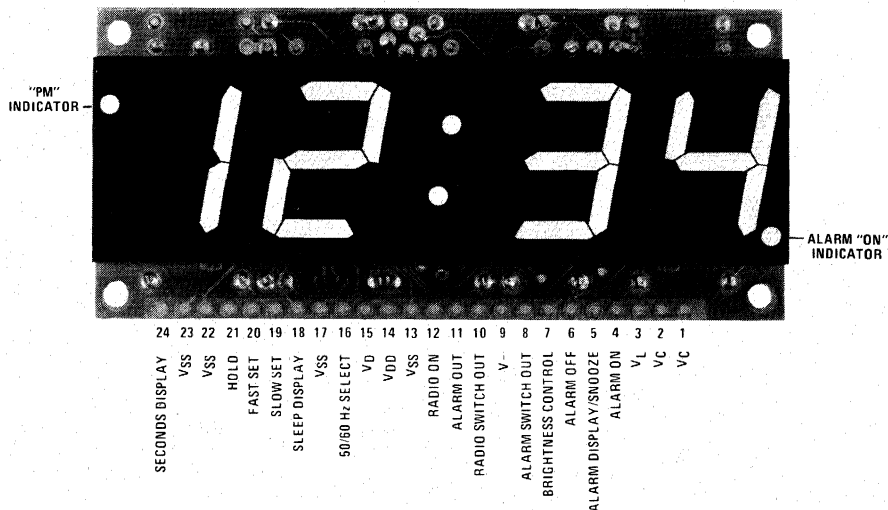 "PM"
INDICATOR
12:34
ALARM "ON"
INDICATOR
24 23 22 21 20 19 18 17 16 15 14 13 12 11 10 9 8 7 6 5 4 3 2 1
SECONDS DISPLAY
VSS
VSS
HOLD
FAST SET
SLOW SET
SLEEP DISPLAY
VSS
50/60 Hz SELECT
VD
VDD
VSS
RADIO ON
ALARM OUT
RADIO SWITCH OUT
V–
ALARM SWITCH OUT
BRIGHTNESS CONTROL
ALARM OFF
ALARM DISPLAY/SNOOZE
ALARM ON
VL
VC
VC